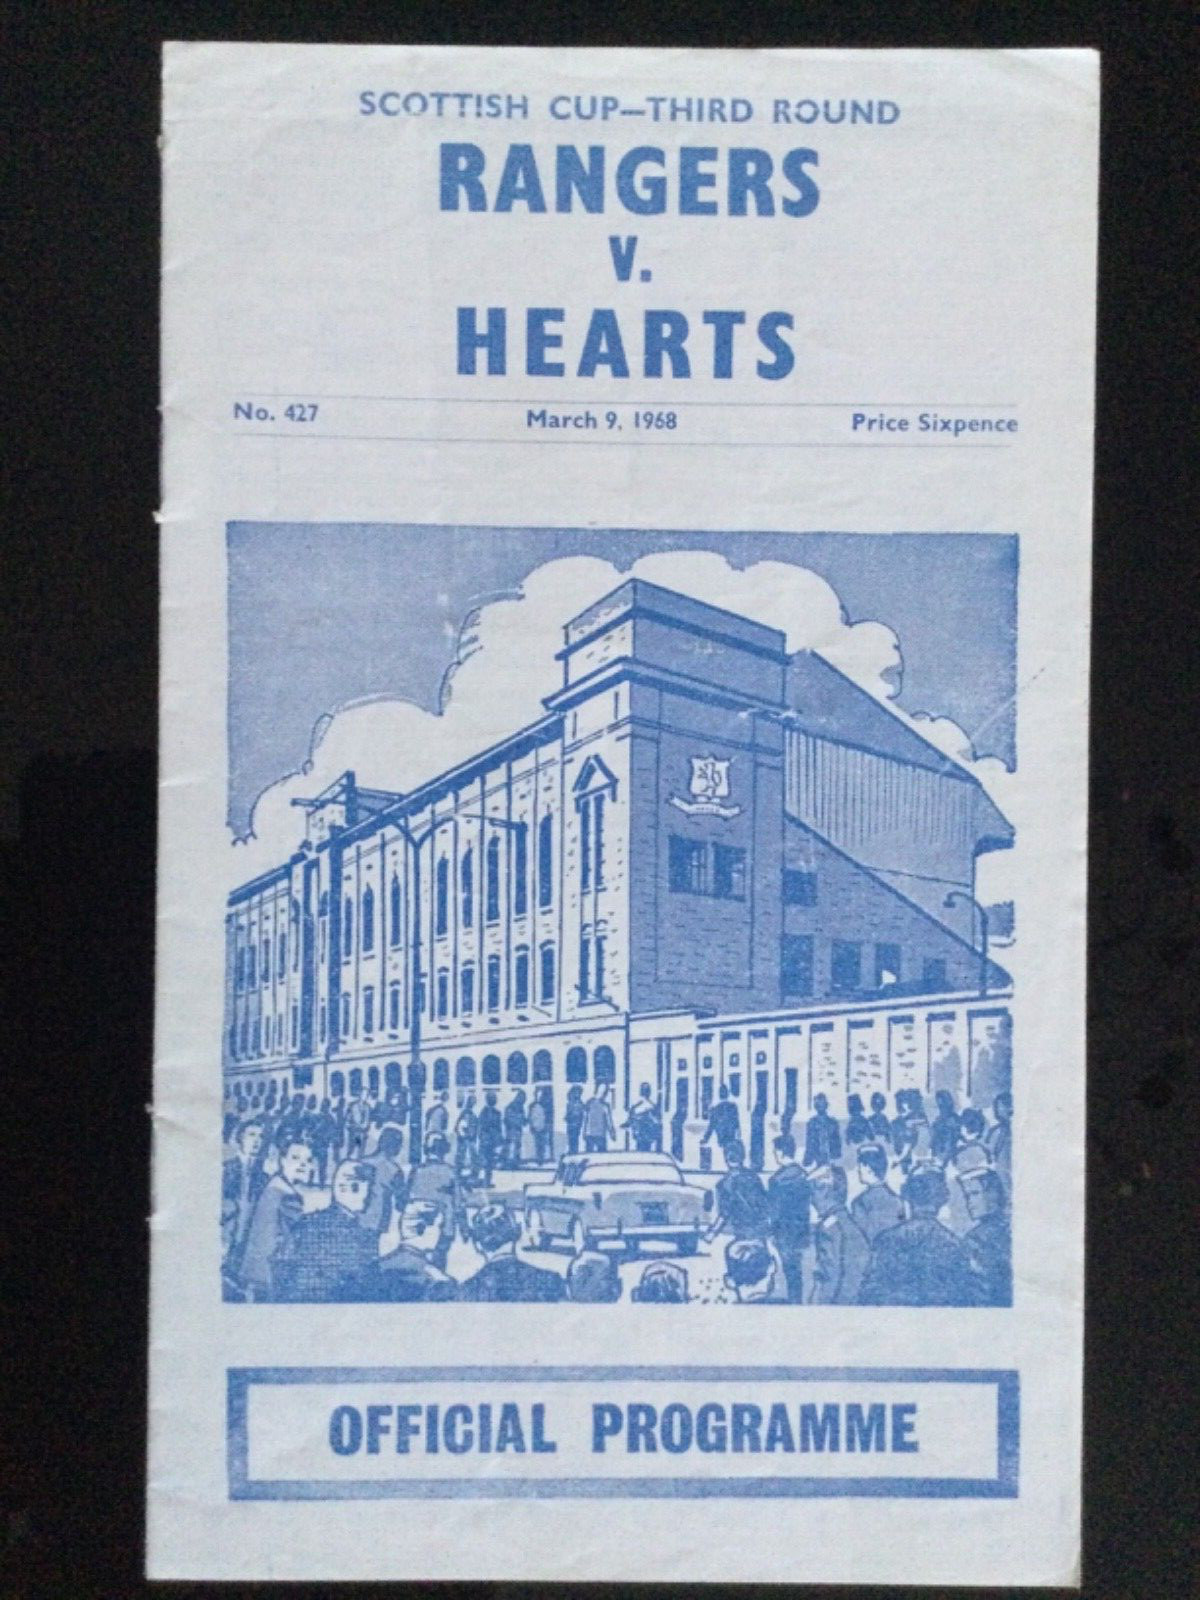 SCOTTISH CUP—THIRD ROUND
RANGERS
v.
HEARTS
No. 427 March 9, 1968 Price Sixpence
OFFICIAL PROGRAMME